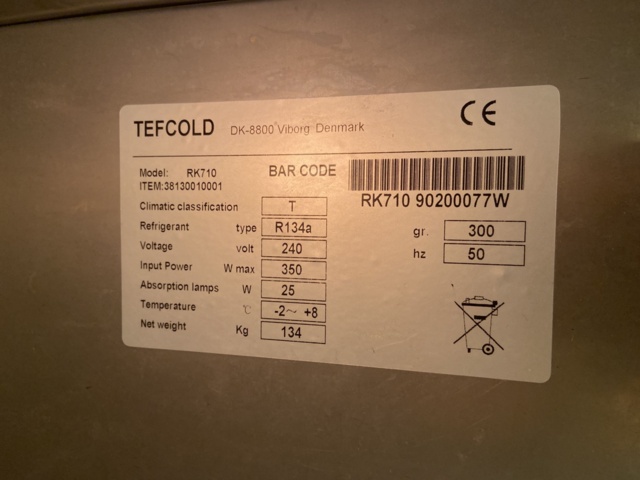 TEFCOLD DK-8800 Viborg Denmark CE
Model: RK710 BAR CODE
ITEM:38130010001
RK710 90200077W
Climatic classification T
Refrigerant type R134a gr. 300
Voltage volt 240 hz 50
Input Power W max 350
Absorption lamps W 25
Temperature °C -2~ +8
Net weight Kg 134